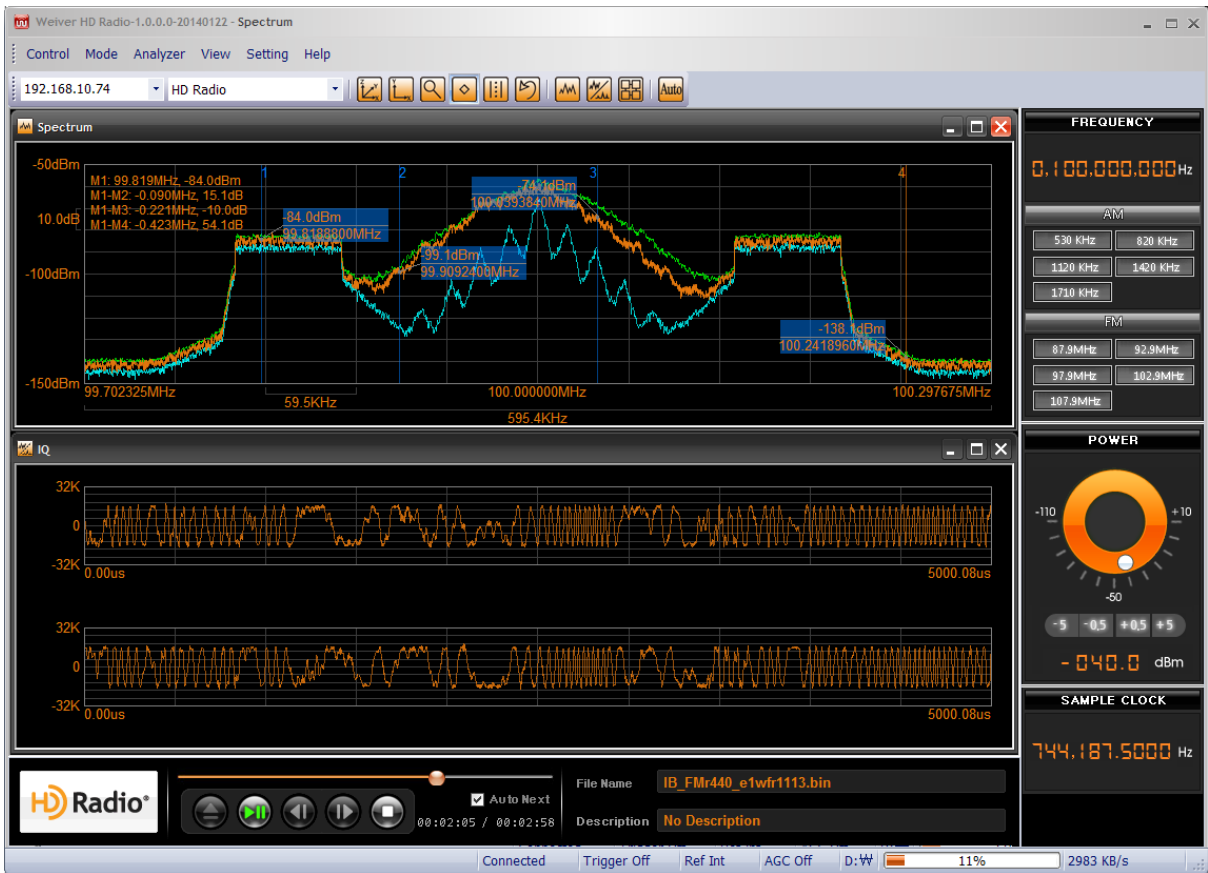 Weiver HD Radio-1.0.0.0-20140122 - Spectrum
Control Mode Analyzer View Setting Help
192.168.10.74 HD Radio Auto
Spectrum
-50dBm
10.0dB
-100dBm
-150dBm
1 2 3 4
M1: 99.819MHz, -84.0dBm
M1-M2: -0.090MHz, 15.1dB
M1-M3: -0.221MHz, -10.0dB
M1-M4: -0.423MHz, 54.1dB
-84.0dBm
99.8188800MHz
-99.1dBm
99.9092400MHz
-74.1dBm
100.0393840MHz
-138.1dBm
100.2418960MHz
99.702325MHz 100.000000MHz 100.297675MHz
59.5KHz
595.4KHz
IQ
32K
0
-32K
0.00us 5000.08us
32K
0
-32K
0.00us 5000.08us
FREQUENCY
0,100,000,000 Hz
AM
530 KHz 820 KHz
1120 KHz 1420 KHz
1710 KHz
FM
87.9MHz 92.9MHz
97.9MHz 102.9MHz
107.9MHz
POWER
-110 +10
-50
-5 -0,5 +0,5 +5
-040.0 dBm
SAMPLE CLOCK
744,187.5000 Hz
HD Radio
Auto Next
00:02:05 / 00:02:58
File Name IB_FMr440_e1wfr1113.bin
Description No Description
Connected Trigger Off Ref Int AGC Off D:₩ 11% 2983 KB/s